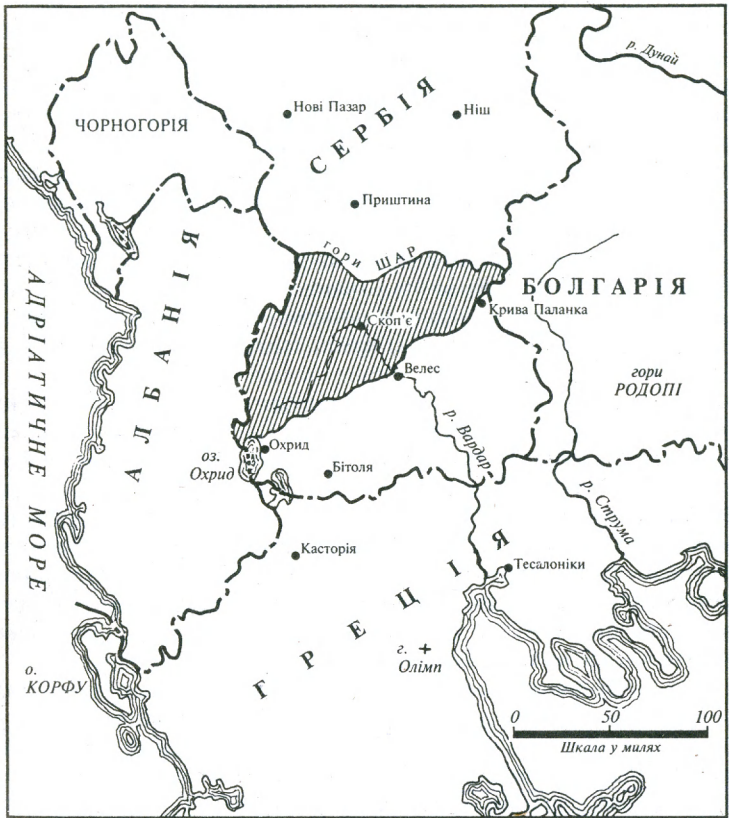 р. Дунай
Нові Пазар
Ніш
ЧОРНОГОРІЯ
СЕРБІЯ
Приштина
гори ШАР
БОЛГАРІЯ
Крива Паланка
Скоп'є
АЛБАНІЯ
АДРІАТИЧНЕ МОРЕ
Велес
гори
РОДОПІ
р. Вардар
оз.
Охрид
Охрид
Бітоля
р. Струма
Касторія
Тесалоніки
ГРЕЦІЯ
г.
Олімп
о.
КОРФУ
0 50 100
Шкала у милях